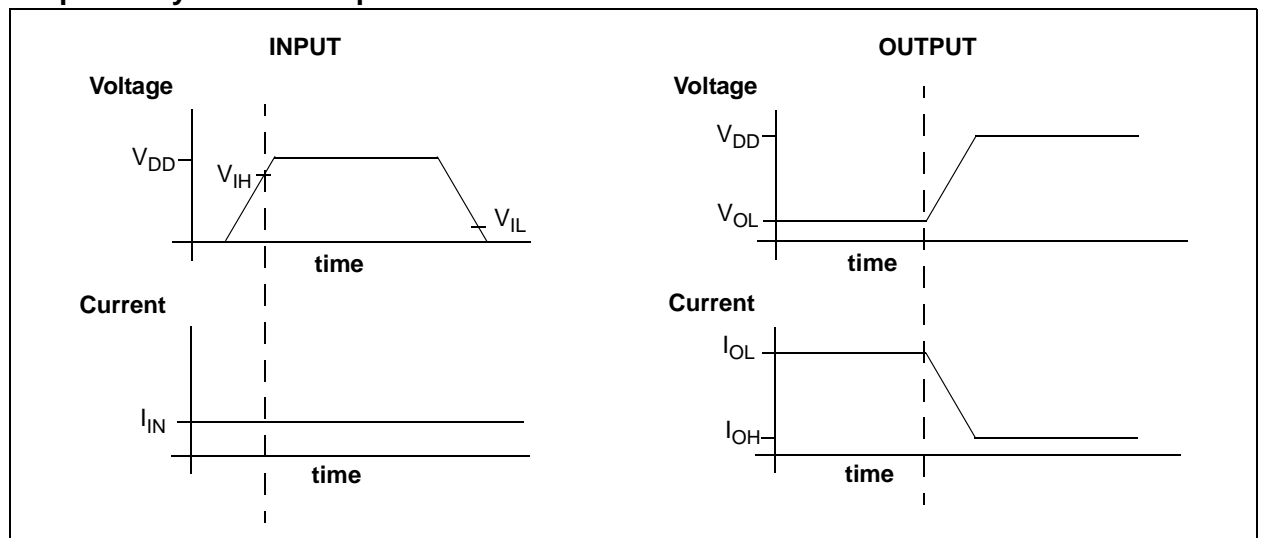 INPUT
Voltage
VDD
VIH
VIL
time
Current
IIN
time
OUTPUT
Voltage
VDD
VOL
time
Current
IOL
IOH
time